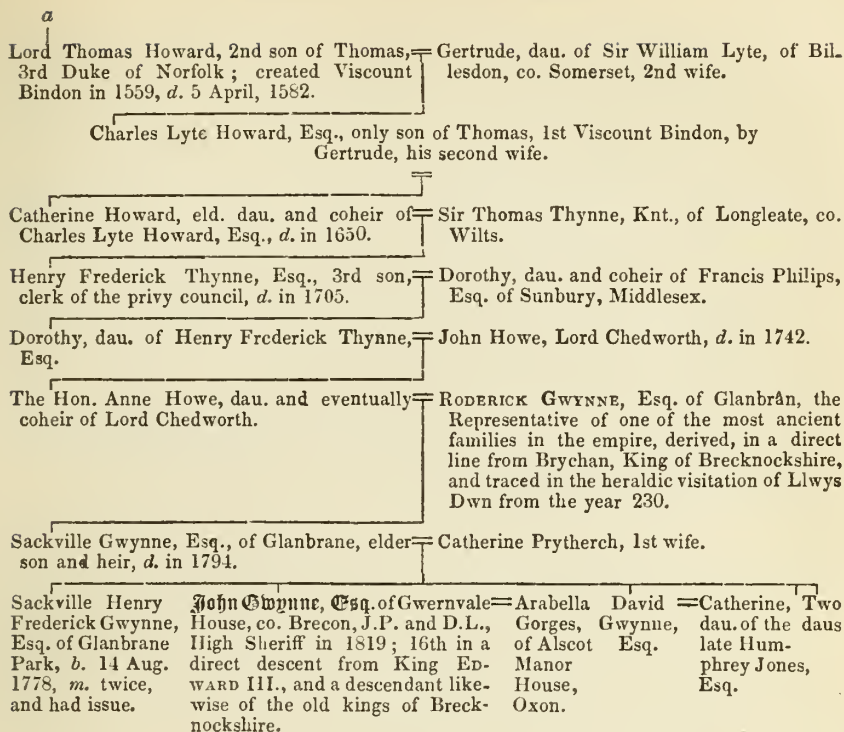 a
Lord Thomas Howard, 2nd son of Thomas,
3rd Duke of Norfolk ; created Viscount
Bindon in 1559, d. 5 April, 1582.
Gertrude, dau. of Sir William Lyte, of Bil-
lesdon, co. Somerset, 2nd wife.
Charles Lyte Howard, Esq., only son of Thomas, 1st Viscount Bindon, by
Gertrude, his second wife.
Catherine Howard, eld. dau. and coheir of
Charles Lyte Howard, Esq., d. in 1650.
Sir Thomas Thynne, Knt., of Longleate, co.
Wilts.
Henry Frederick Thynne, Esq., 3rd son,
clerk of the privy council, d. in 1705.
Dorothy, dau. and coheir of Francis Philips,
Esq. of Sunbury, Middlesex.
Dorothy, dau. of Henry Frederick Thynne,
Esq.
John Howe, Lord Chedworth, d. in 1742.
The Hon. Anne Howe, dau. and eventually
coheir of Lord Chedworth.
RODERICK GWYNNE, Esq. of Glanbrân, the
Representative of one of the most ancient
families in the empire, derived, in a direct
line from Brychan, King of Brecknockshire,
and traced in the heraldic visitation of Llwys
Dwn from the year 230.
Sackville Gwynne, Esq., of Glanbrane, elder
son and heir, d. in 1794.
Catherine Prytherch, 1st wife.
Sackville Henry
Frederick Gwynne,
Esq. of Glanbrane
Park, b. 14 Aug.
1778, m. twice,
and had issue.
John Gwynne, Esq. of Gwernvale
House, co. Brecon, J.P. and D.L.,
High Sheriff in 1819 ; 16th in a
direct descent from King ED-
WARD III., and a descendant like-
wise of the old kings of Breck-
nockshire.
Arabella
Gorges,
of Alscot
Manor
House,
Oxon.
David
Gwynne,
Esq.
Catherine,
dau. of the
late Hum-
phrey Jones,
Esq.
Two
daus